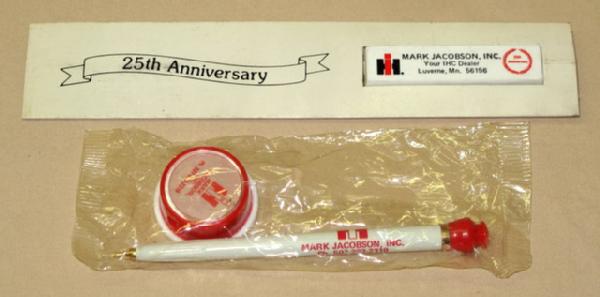 25th Anniversary
MARK JACOBSON, INC.
Your IHC Dealer
Luverne, Mn. 56156
MARK JACOBSON, INC.